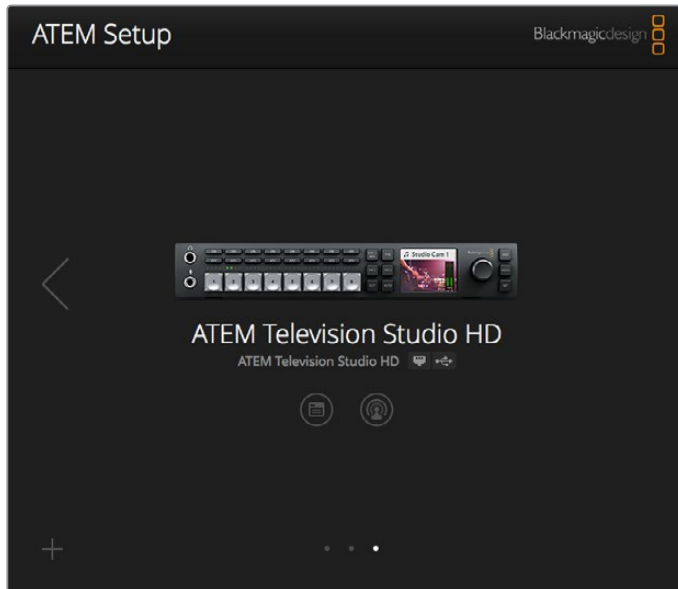 ATEM Setup
Blackmagicdesign
Studio Cam 1
ATEM Television Studio HD
ATEM Television Studio HD